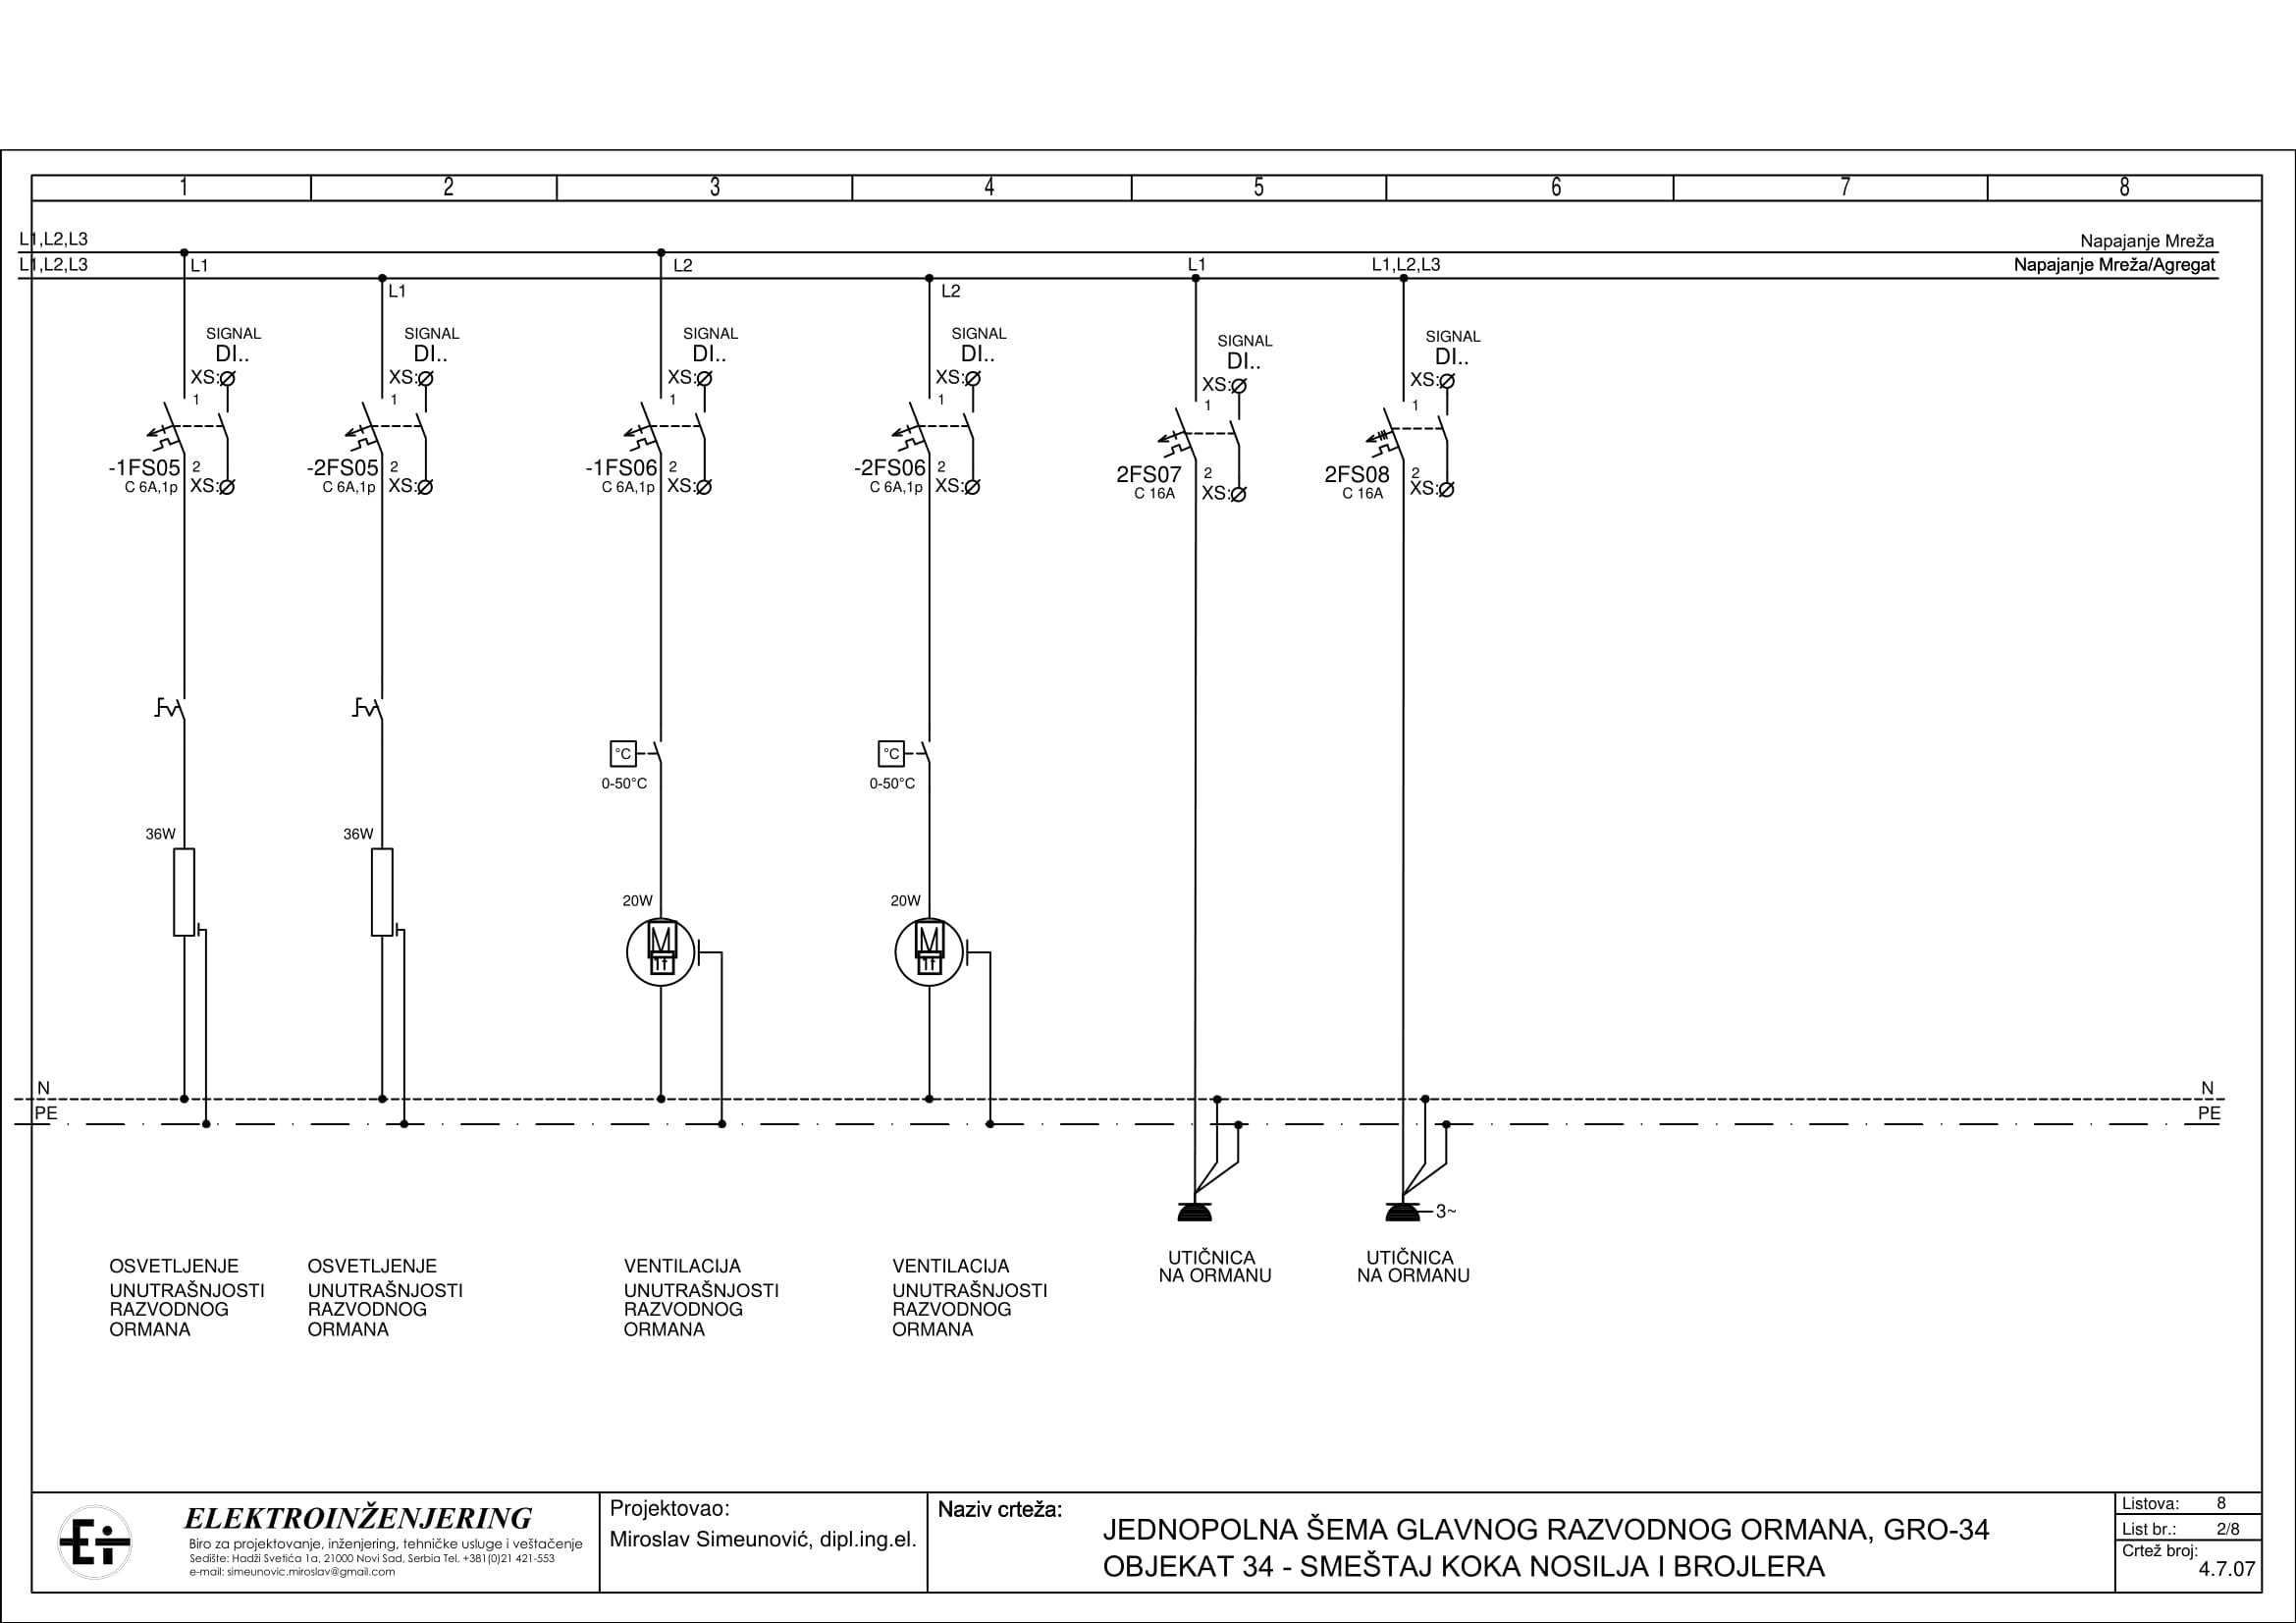 1 2 3 4 5 6 7 8
L1,L2,L3 Napajanje Mreža
L1,L2,L3 L1 L2 L1 L1,L2,L3 Napajanje Mreža/Agregat
L1 L2
SIGNAL SIGNAL SIGNAL SIGNAL SIGNAL SIGNAL
DI.. DI.. DI.. DI.. DI.. DI..
XS: XS: XS: XS: XS: XS:
1 1 1 1 1 1
-1FS05 2 -2FS05 2 -1FS06 2 -2FS06 2 2FS07 2 2FS08 2
C 6A,1p XS: C 6A,1p XS: C 6A,1p XS: C 6A,1p XS: C 16A XS: C 16A XS:
°C °C
0-50°C 0-50°C
36W 36W
20W 20W
M M
1f 1f
N N
PE PE
3~
OSVETLJENJE OSVETLJENJE VENTILACIJA VENTILACIJA UTIČNICA UTIČNICA
UNUTRAŠNJOSTI UNUTRAŠNJOSTI UNUTRAŠNJOSTI UNUTRAŠNJOSTI NA ORMANU NA ORMANU
RAZVODNOG RAZVODNOG RAZVODNOG RAZVODNOG
ORMANA ORMANA ORMANA ORMANA
Ei
ELEKTROINŽENJERING
Biro za projektovanje, inženjering, tehničke usluge i veštačenje
Sedište: Hadži Svetića 1a, 21000 Novi Sad, Serbia Tel. +381(0)21 421-553
e-mail: simeunovic.miroslav@gmail.com
Projektovao:
Miroslav Simeunović, dipl.ing.el.
Naziv crteža:
JEDNOPOLNA ŠEMA GLAVNOG RAZVODNOG ORMANA, GRO-34
OBJEKAT 34 - SMEŠTAJ KOKA NOSILJA I BROJLERA
Listova: 8
List br.: 2/8
Crtež broj:
4.7.07